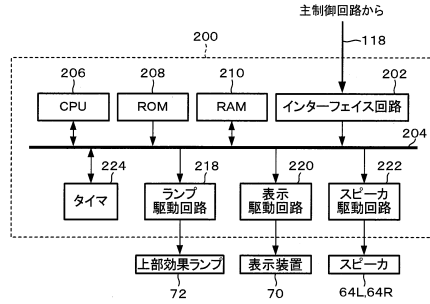 主制御回路から
118
200
206
208
210
202
CPU
ROM
RAM
インターフェイス回路
204
224
218
220
222
タイマ
ランプ
駆動回路
表示
駆動回路
スピーカ
駆動回路
上部効果ランプ
表示装置
スピーカ
72
70
64L,64R